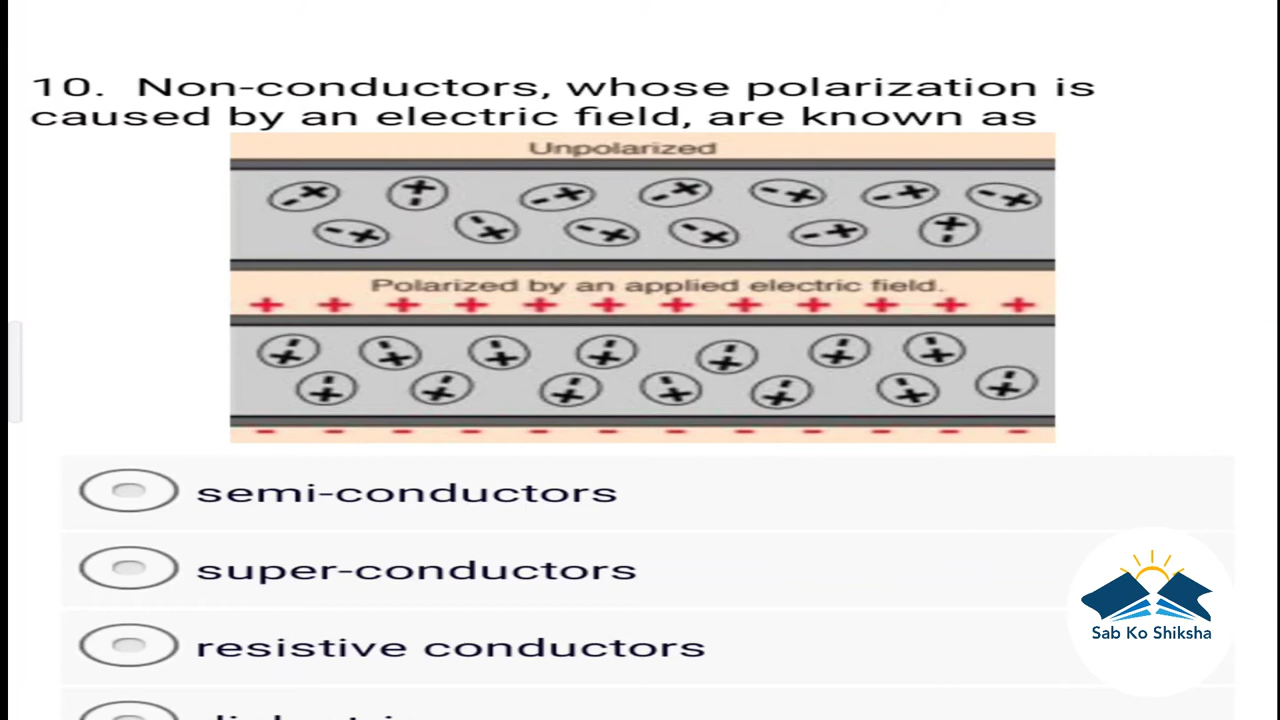 10. Non-conductors, whose polarization is
caused by an electric field, are known as
Unpolarized
Polarized by an applied electric field.
semi-conductors
super-conductors
resistive conductors
Sab Ko Shiksha